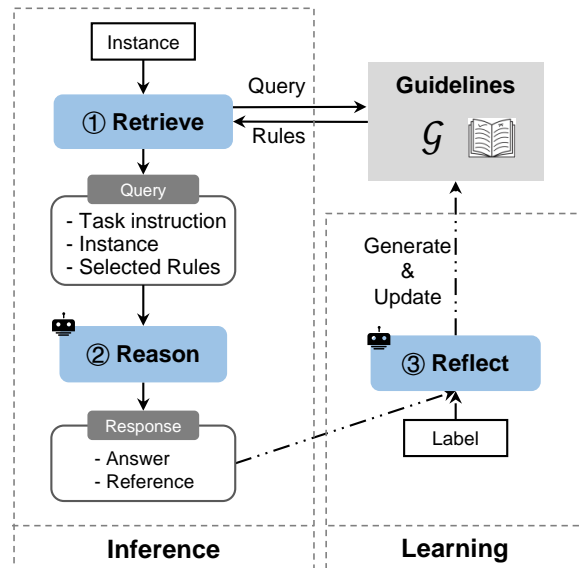 Instance
① Retrieve
Query
Rules
Guidelines
𝒢
Query
- Task instruction
- Instance
- Selected Rules
② Reason
Response
- Answer
- Reference
Inference
Generate
&
Update
③ Reflect
Label
Learning